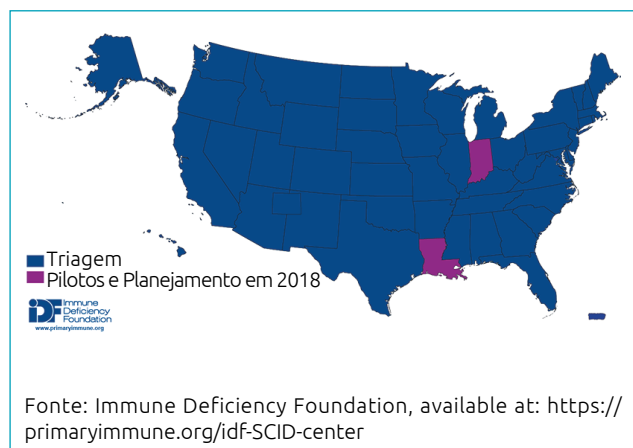 Triagem
Pilotos e Planejamento em 2018
IDF Immune
Deficiency
Foundation
www.primaryimmune.org
Fonte: Immune Deficiency Foundation, available at: https://
primaryimmune.org/idf-SCID-center